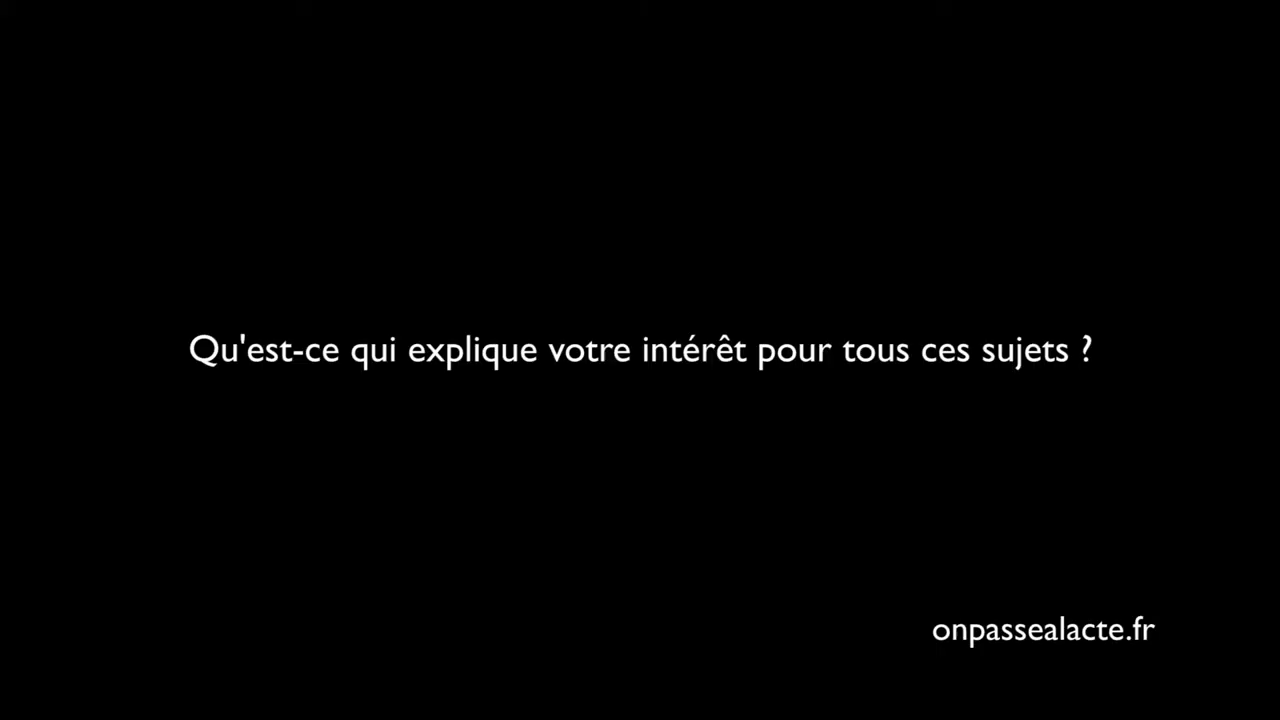 Qu'est-ce qui explique votre intérêt pour tous ces sujets ?
onpassealacte.fr